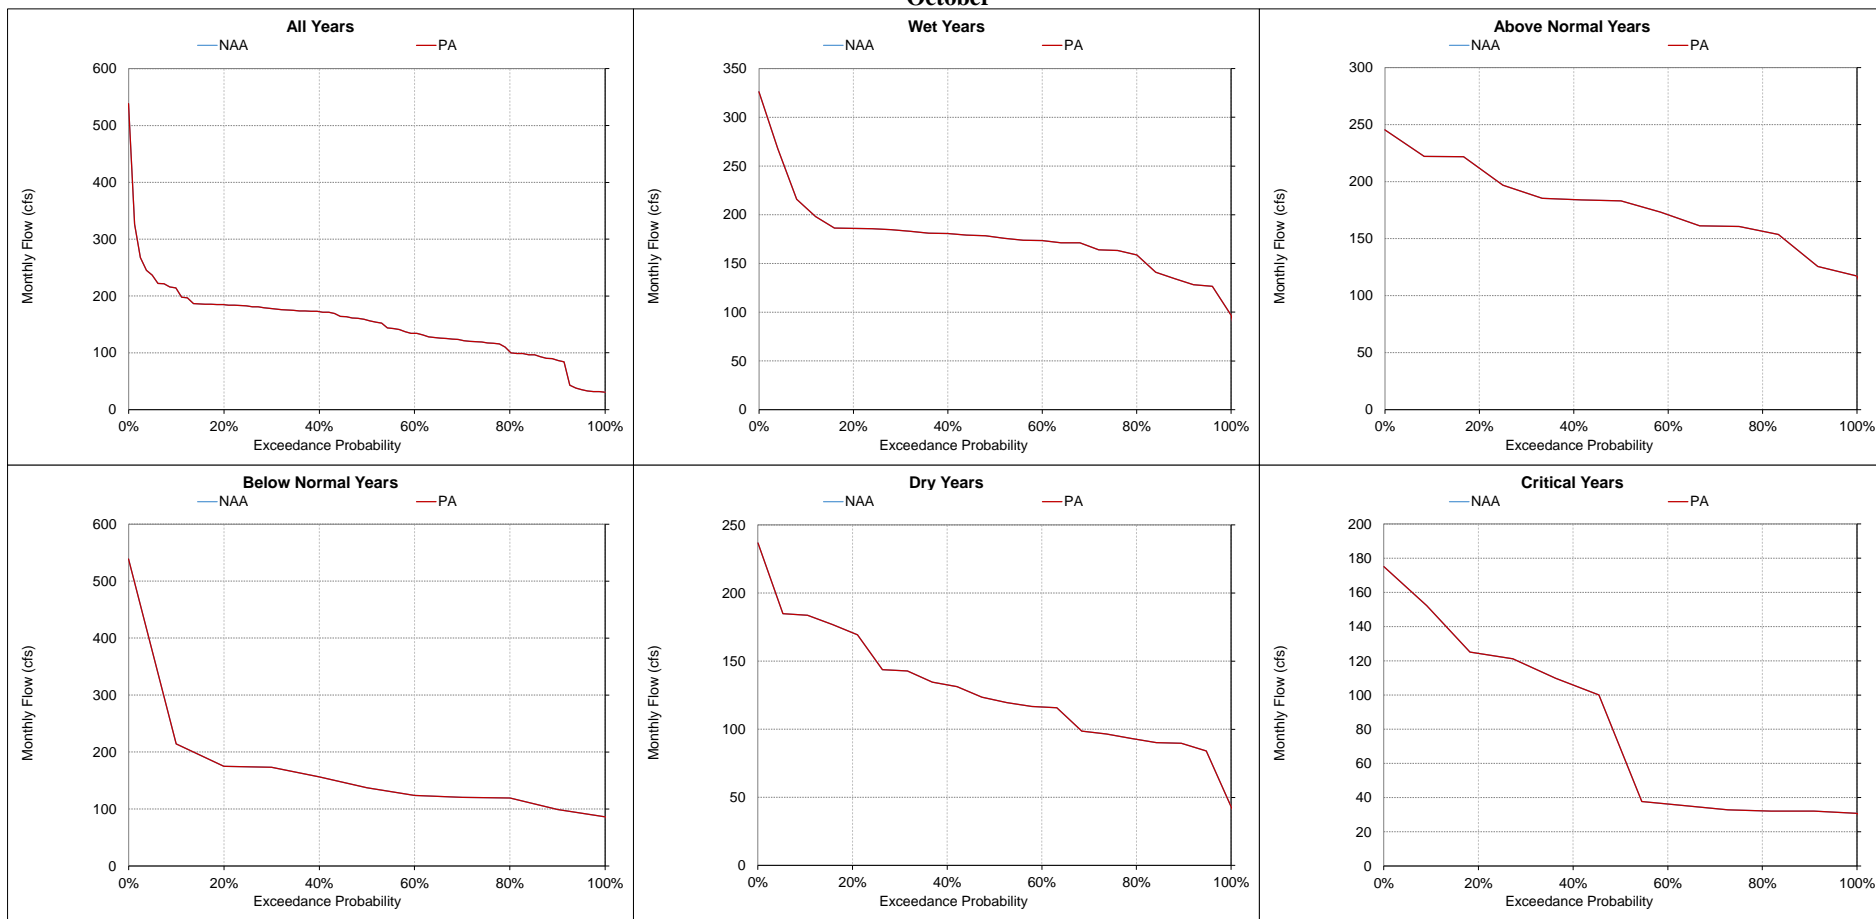 October
All Years
NAA PA
600
500
400
300
200
100
0
Monthly Flow (cfs)
0% 20% 40% 60% 80% 100%
Exceedance Probability
Wet Years
NAA PA
350
300
250
200
150
100
50
0
Monthly Flow (cfs)
0% 20% 40% 60% 80% 100%
Exceedance Probability
Above Normal Years
NAA PA
300
250
200
150
100
50
0
Monthly Flow (cfs)
0% 20% 40% 60% 80% 100%
Exceedance Probability
Below Normal Years
NAA PA
600
500
400
300
200
100
0
Monthly Flow (cfs)
0% 20% 40% 60% 80% 100%
Exceedance Probability
Dry Years
NAA PA
250
200
150
100
50
0
Monthly Flow (cfs)
0% 20% 40% 60% 80% 100%
Exceedance Probability
Critical Years
NAA PA
200
180
160
140
120
100
80
60
40
20
0
Monthly Flow (cfs)
0% 20% 40% 60% 80% 100%
Exceedance Probability